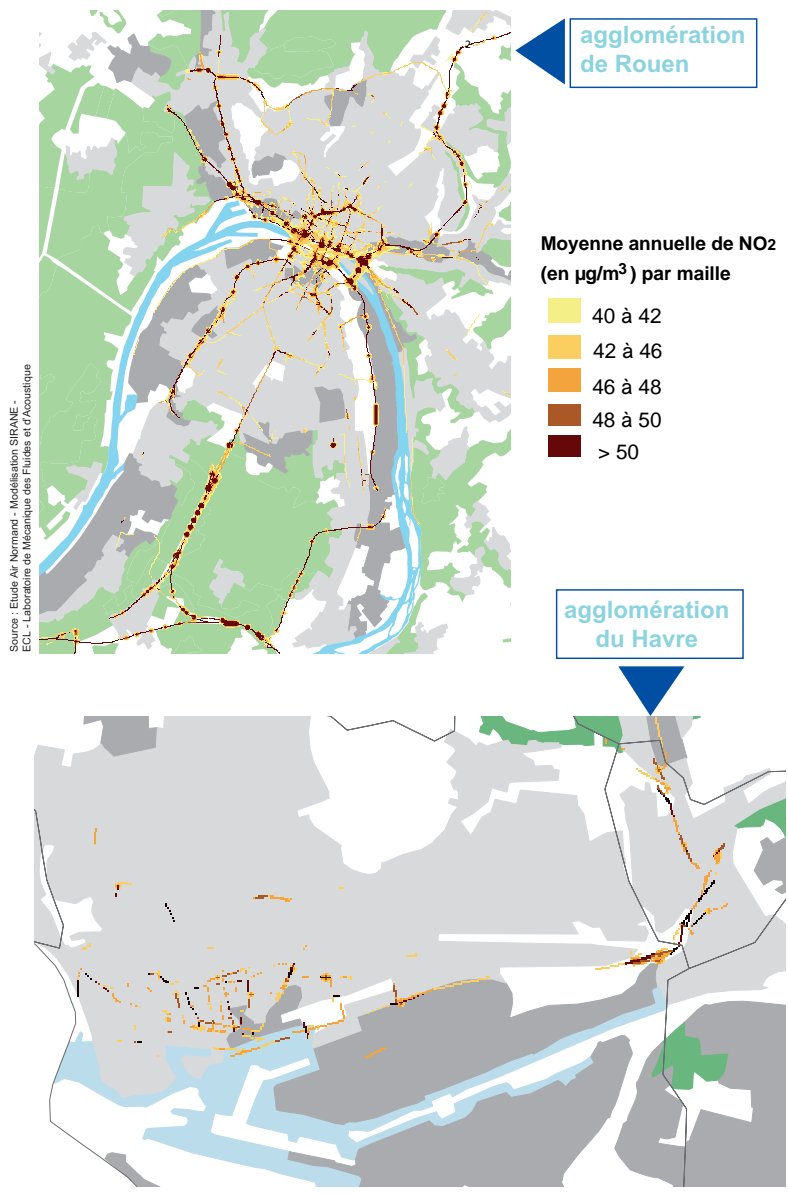 agglomération
de Rouen
Moyenne annuelle de NO2
(en µg/m³) par maille
40 à 42
42 à 46
46 à 48
48 à 50
> 50
Source : Etude Air Normand - Modélisation SIRANE -
ECL - Laboratoire de Mécanique des Fluides et d'Acoustique
agglomération
du Havre